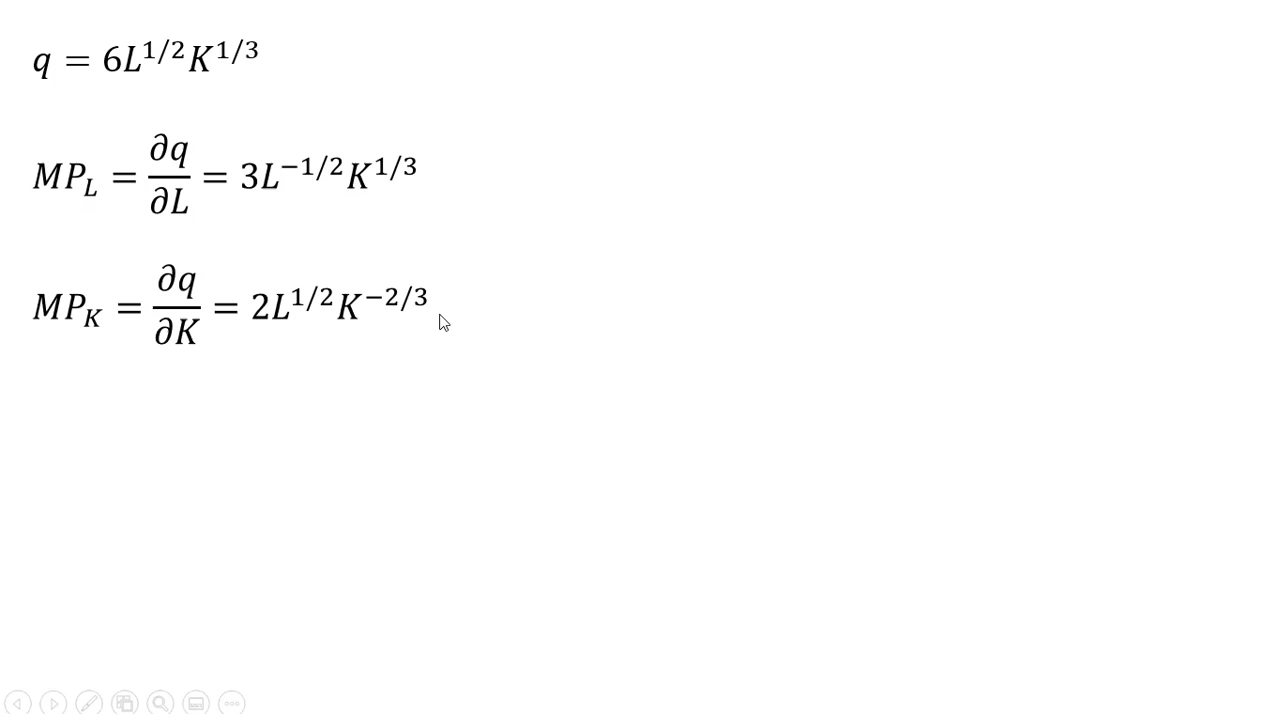 q = 6L^{1/2}K^{1/3}
MP_L = ∂q/∂L = 3L^{−1/2}K^{1/3}
MP_K = ∂q/∂K = 2L^{1/2}K^{−2/3}